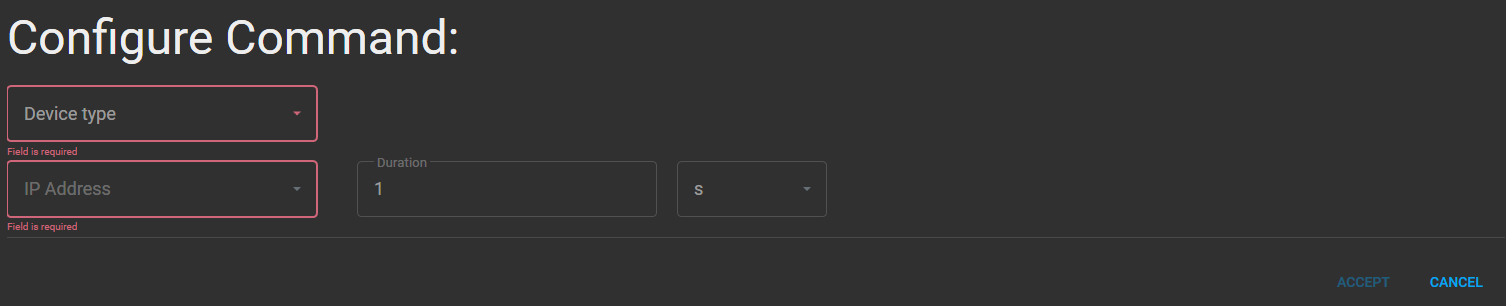 Configure Command:
Device type
Field is required
IP Address
Duration
1
s
Field is required
ACCEPT CANCEL